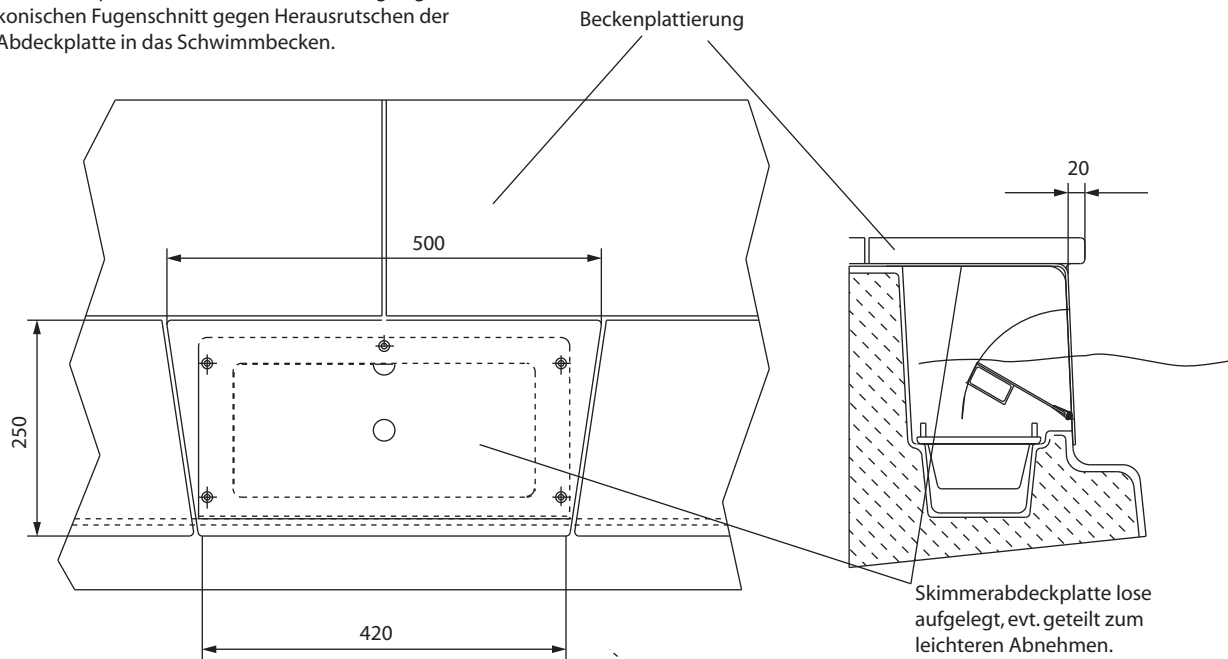 konischen Fugenschnitt gegen Herausrutschen der
Abdeckplatte in das Schwimmbecken.
Beckenplattierung
20
500
250
420
Skimmerabdeckplatte lose
aufgelegt, evt. geteilt zum
leichteren Abnehmen.